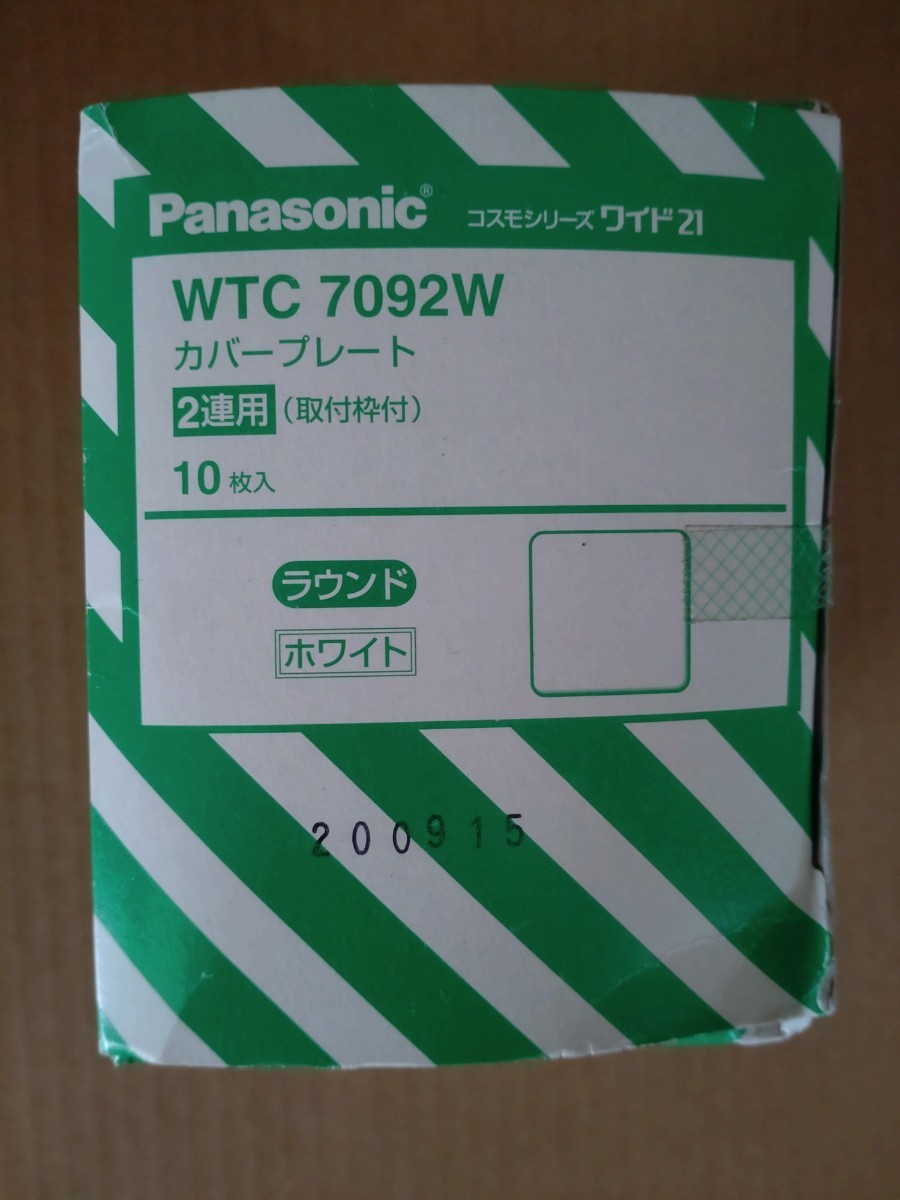 Panasonic® コスモシリーズ ワイド21
WTC 7092W
カバープレート
2連用 (取付枠付)
10枚入
ラウンド
ホワイト
200915